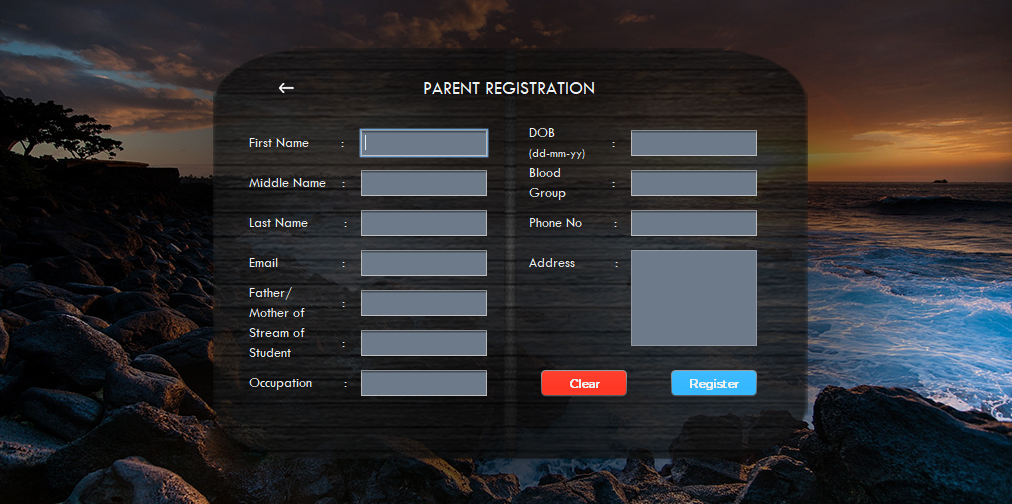 PARENT REGISTRATION
First Name :
Middle Name :
Last Name :
Email :
Father/
Mother of :
Stream of
Student :
Occupation :
DOB :
(dd-mm-yy)
Blood
Group :
Phone No :
Address :
Clear
Register